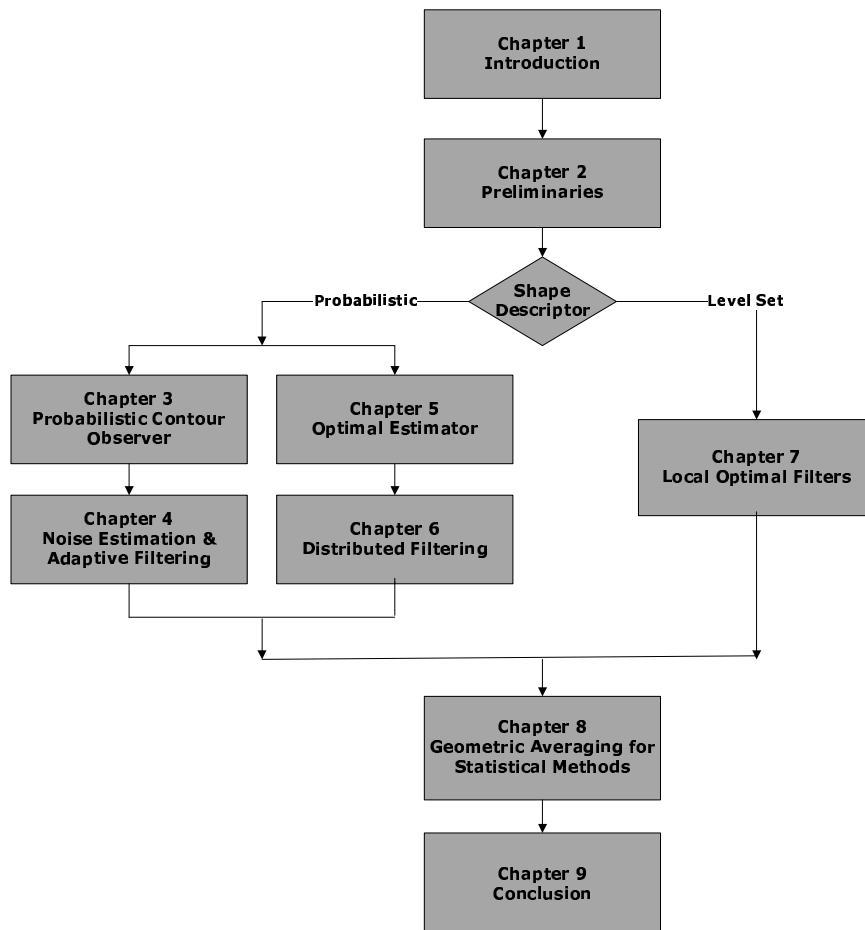 Chapter 1
Introduction
Chapter 2
Preliminaries
Shape
Descriptor
Probabilistic
Level Set
Chapter 3
Probabilistic Contour
Observer
Chapter 5
Optimal Estimator
Chapter 7
Local Optimal Filters
Chapter 4
Noise Estimation &
Adaptive Filtering
Chapter 6
Distributed Filtering
Chapter 8
Geometric Averaging for
Statistical Methods
Chapter 9
Conclusion